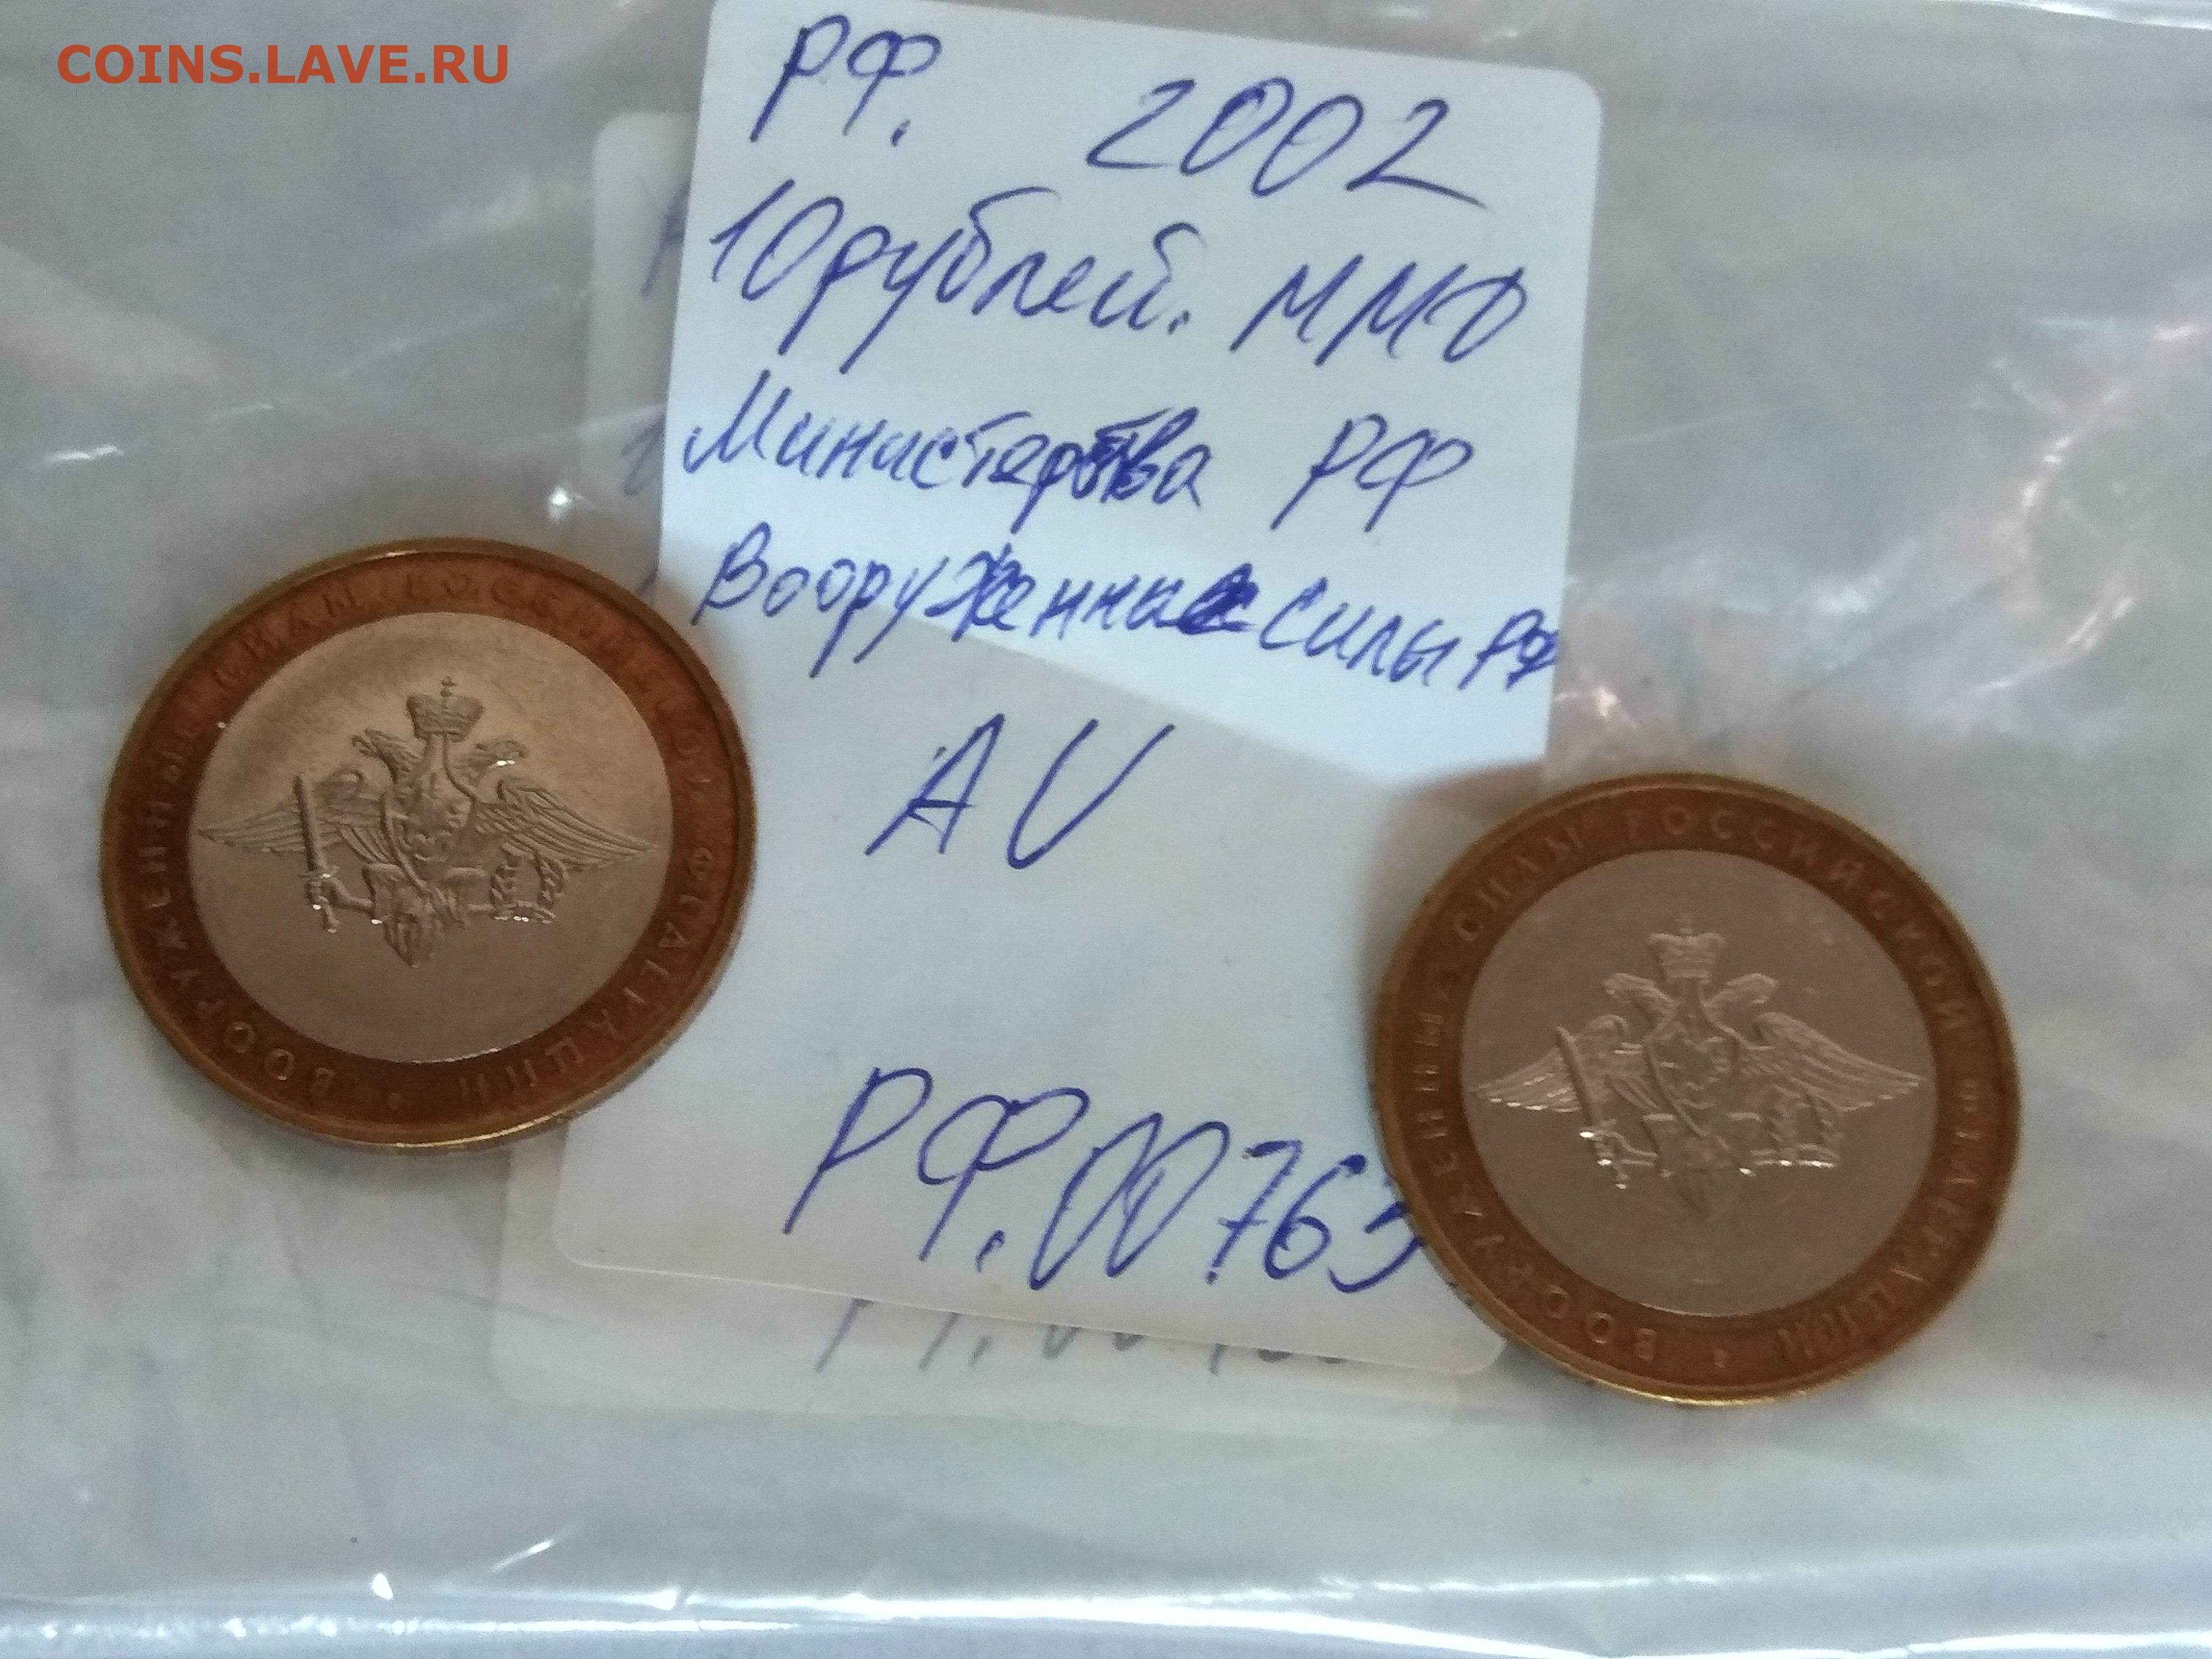 COINS.LAVE.RU
РФ. 2002
10 рублей. ММД
Министерства РФ
Вооруженные силы РФ
AU
РФ.00763
ВООРУЖЕННЫЕ СИЛЫ РОССИЙСКОЙ ФЕДЕРАЦИИ
ВООРУЖЕННЫЕ СИЛЫ РОССИЙСКОЙ ФЕДЕРАЦИИ